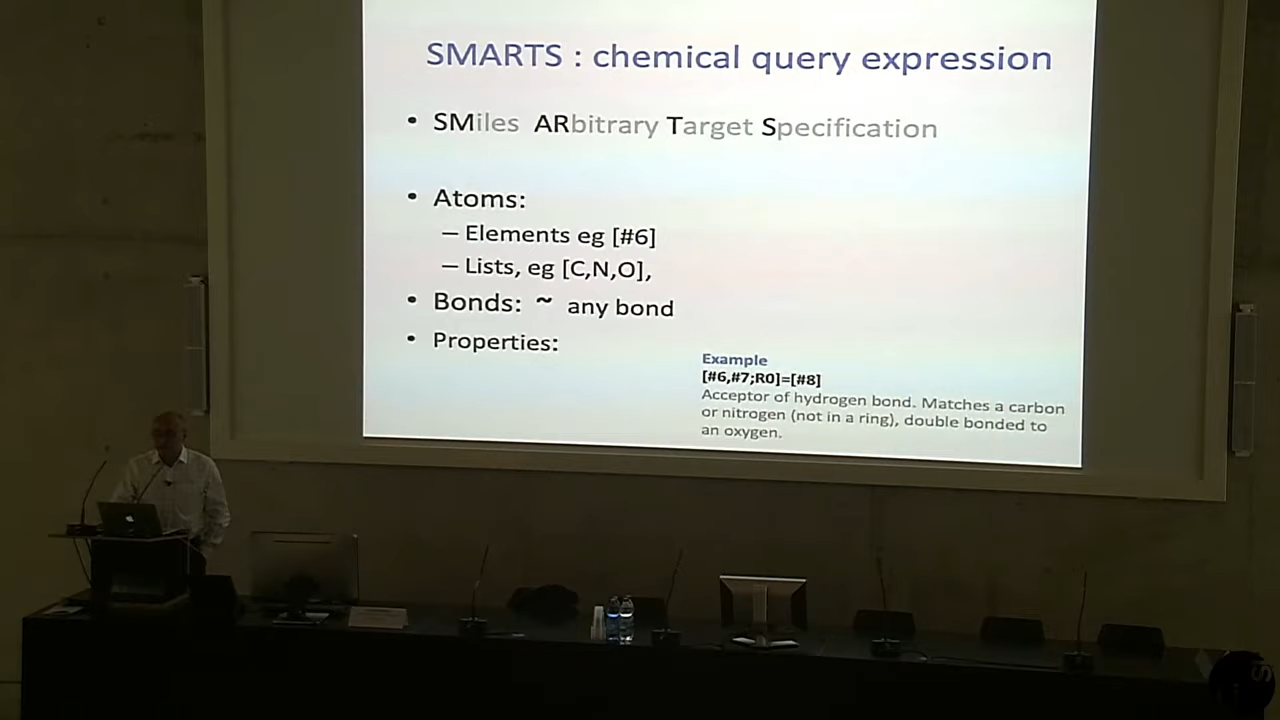 SMARTS : chemical query expression
• SMiles ARbitrary Target Specification
• Atoms:
– Elements eg [#6]
– Lists, eg [C,N,O],
• Bonds: ~ any bond
• Properties:
Example
[#6,#7;R0]=[#8]
Acceptor of hydrogen bond. Matches a carbon
or nitrogen (not in a ring), double bonded to
an oxygen.